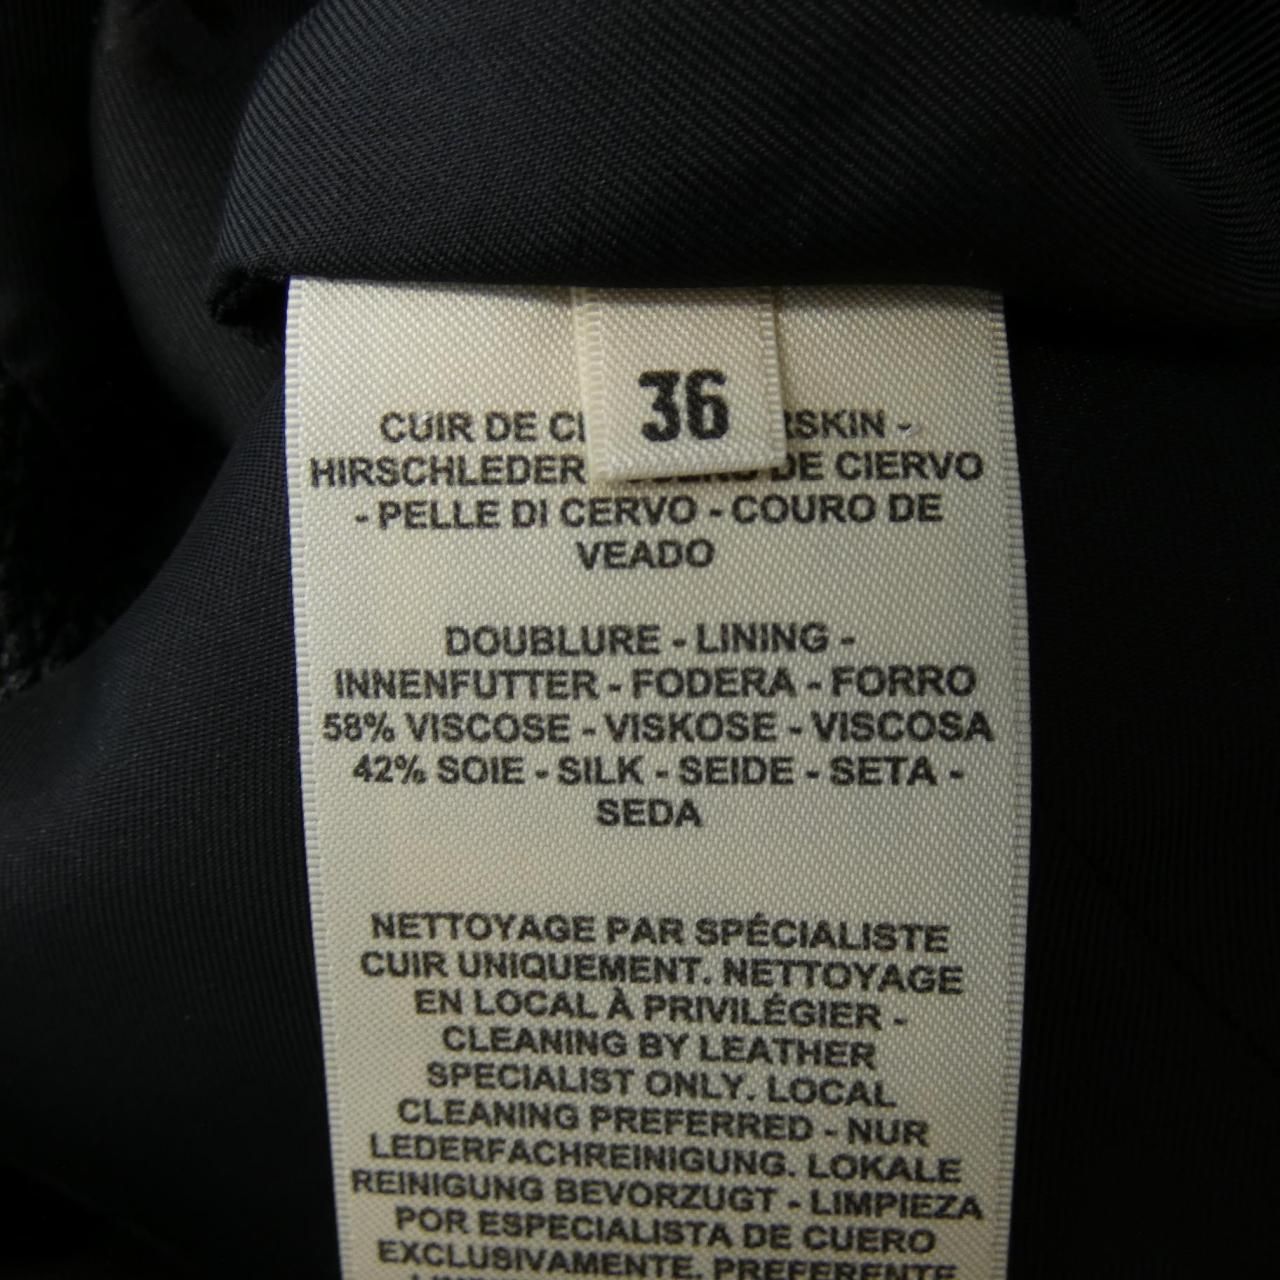 36
CUIR DE
RSKIN -
HIRSCHLEDER
DE CIERVO
- PELLE DI CERVO - COURO DE
VEADO
DOUBLURE - LINING -
INNENFUTTER - FODERA - FORRO
58% VISCOSE - VISKOSE - VISCOSA
42% SOIE - SILK - SEIDE - SETA -
SEDA
NETTOYAGE PAR SPÉCIALISTE
CUIR UNIQUEMENT. NETTOYAGE
EN LOCAL À PRIVILÉGIER -
CLEANING BY LEATHER
SPECIALIST ONLY. LOCAL
CLEANING PREFERRED - NUR
LEDERFACHREINIGUNG. LOKALE
REINIGUNG BEVORZUGT - LIMPIEZA
POR ESPECIALISTA DE CUERO
EXCLUSIVAMENTE. PREFERENTE